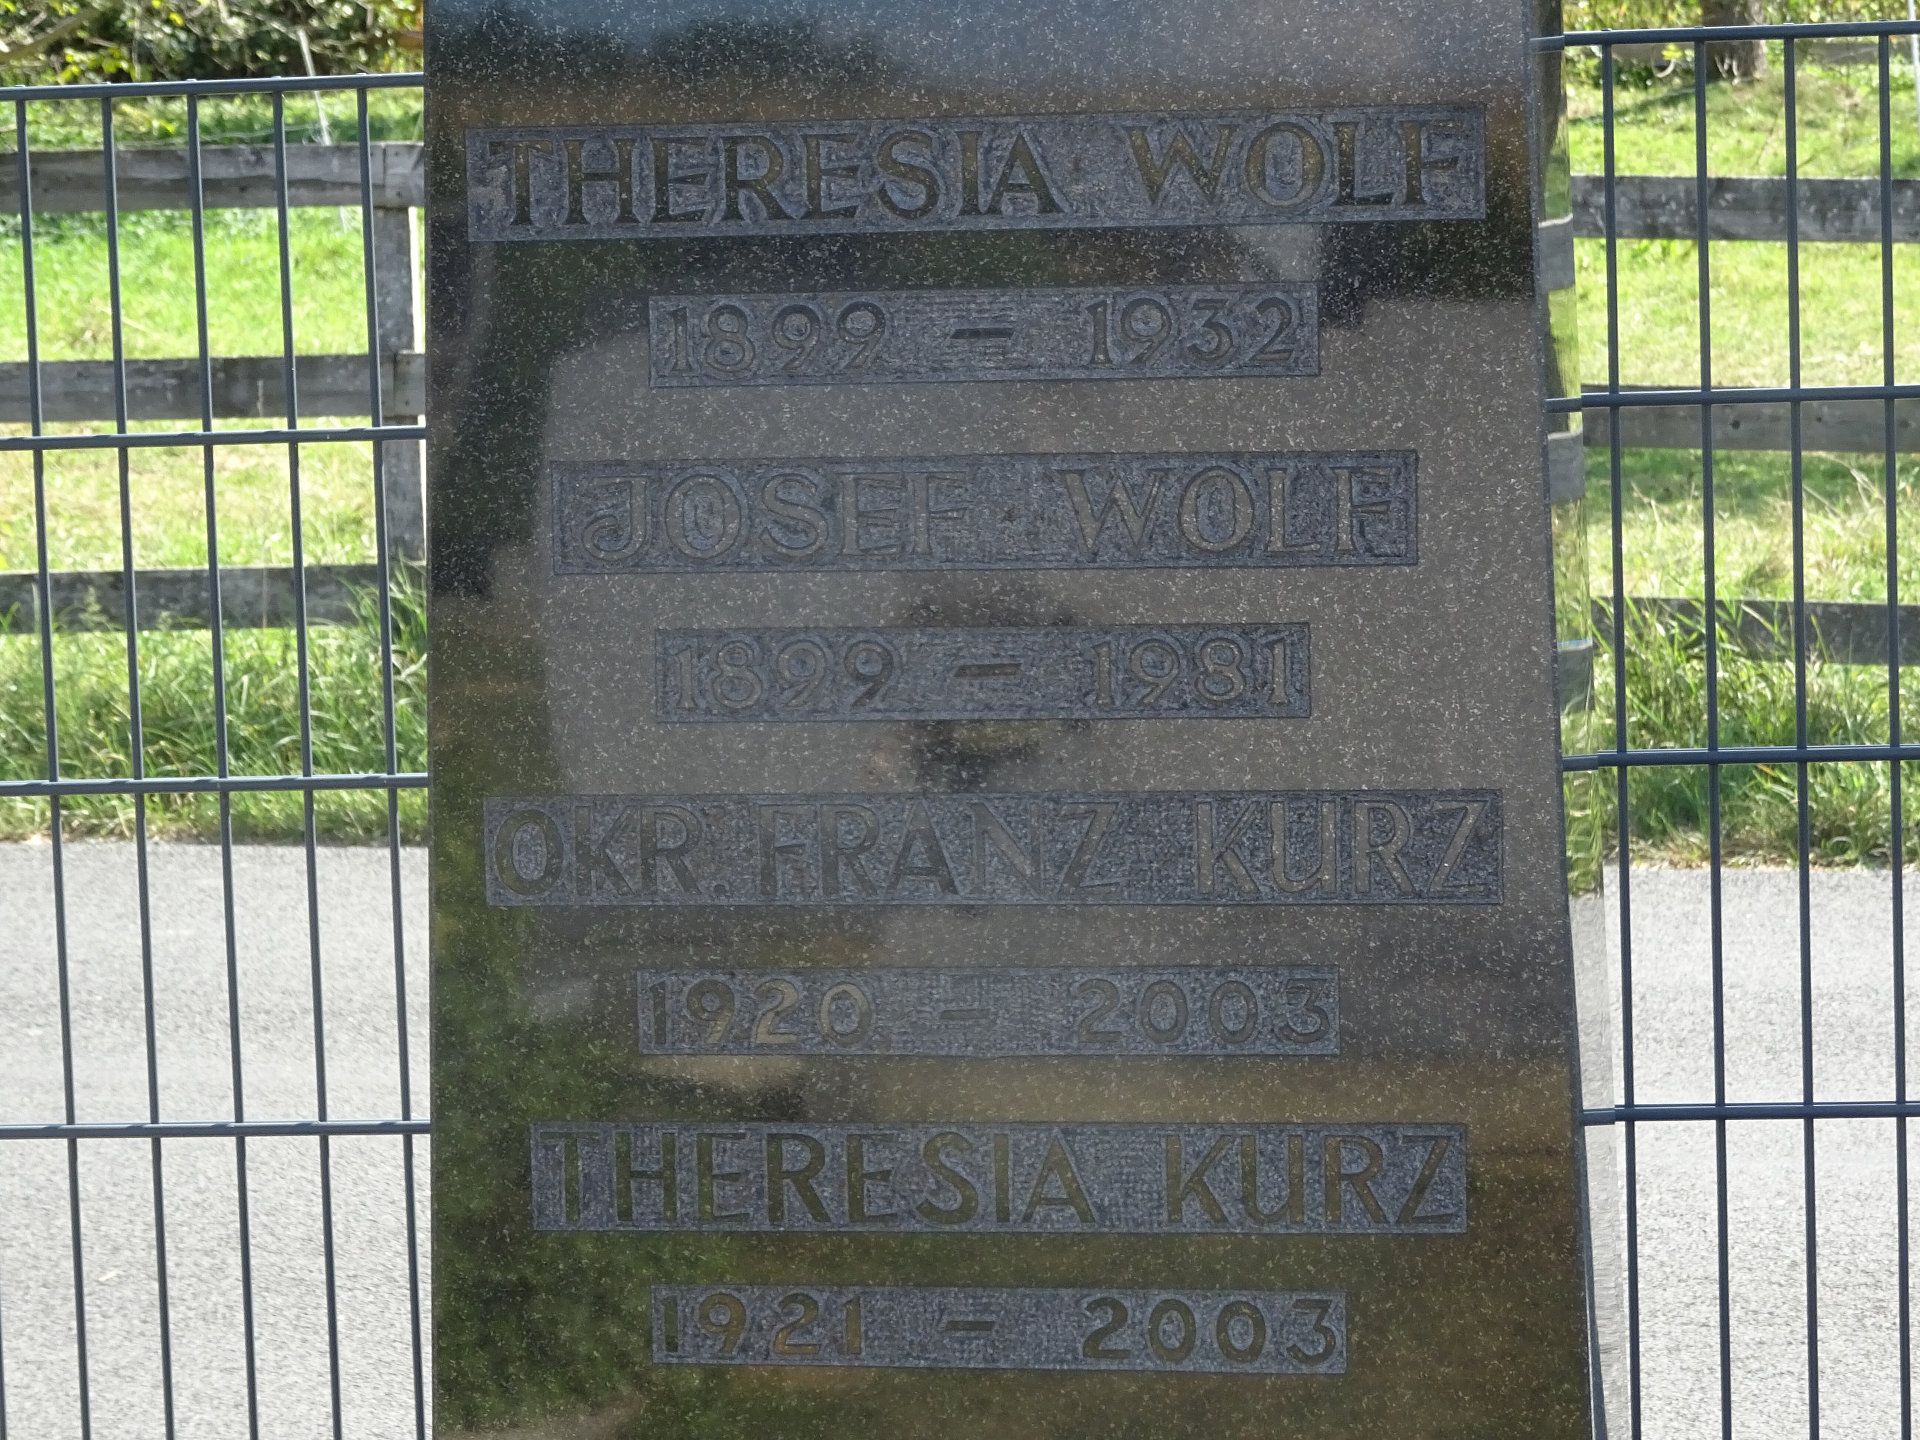 THERESIA WOLF
1899 – 1932
JOSEF WOLF
1899 – 1981
OKR. FRANZ KURZ
1920 – 2003
THERESIA KURZ
1921 – 2003